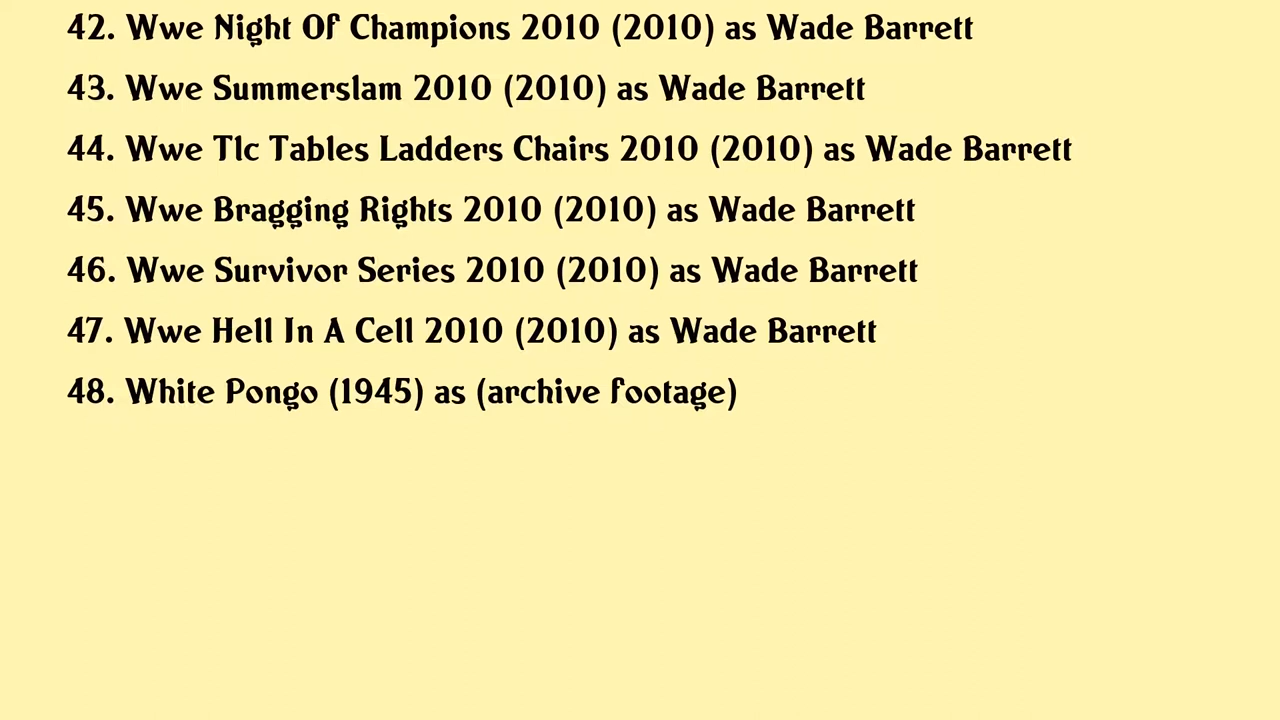 42. Wwe Night Of Champions 2010 (2010) as Wade Barrett
43. Wwe Summerslam 2010 (2010) as Wade Barrett
44. Wwe Tlc Tables Ladders Chairs 2010 (2010) as Wade Barrett
45. Wwe Bragging Rights 2010 (2010) as Wade Barrett
46. Wwe Survivor Series 2010 (2010) as Wade Barrett
47. Wwe Hell In A Cell 2010 (2010) as Wade Barrett
48. White Pongo (1945) as (archive footage)